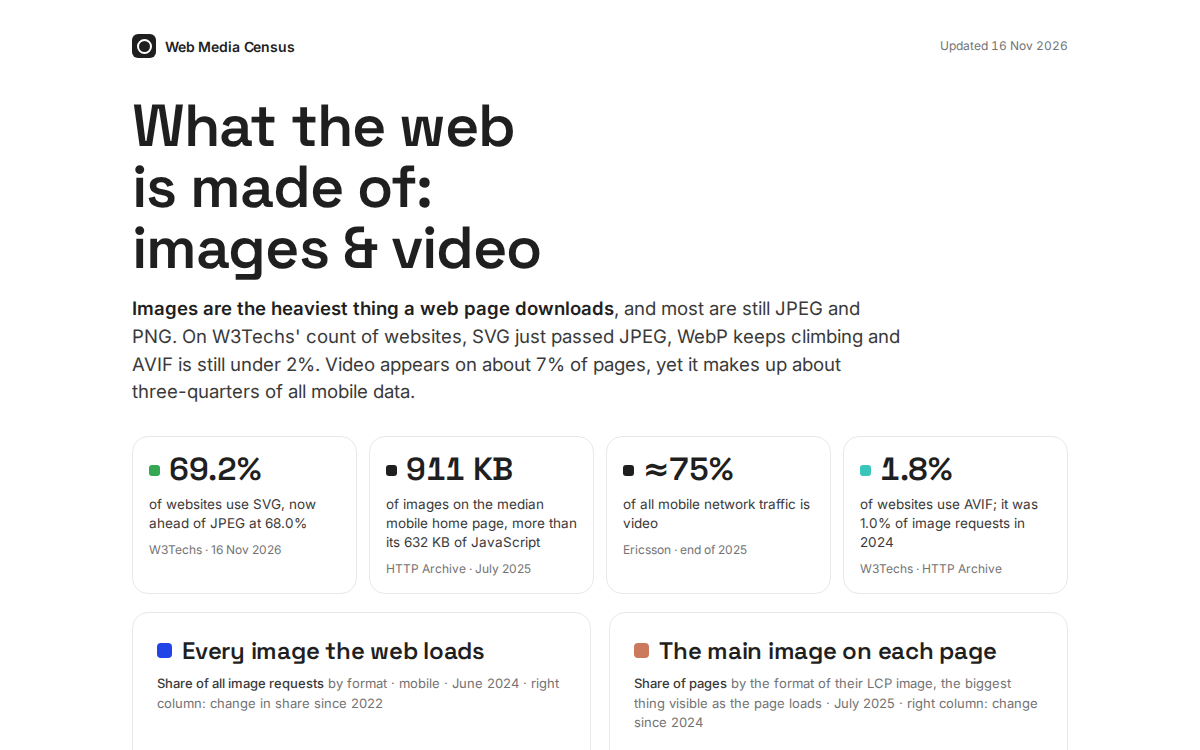 Web Media Census
Updated 16 Nov 2026
What the web
is made of:
images & video
Images are the heaviest thing a web page downloads, and most are still JPEG and
PNG. On W3Techs' count of websites, SVG just passed JPEG, WebP keeps climbing and
AVIF is still under 2%. Video appears on about 7% of pages, yet it makes up about
three-quarters of all mobile data.
69.2%
of websites use SVG, now
ahead of JPEG at 68.0%
W3Techs · 16 Nov 2026
911 KB
of images on the median
mobile home page, more than
its 632 KB of JavaScript
HTTP Archive · July 2025
≈75%
of all mobile network traffic is
video
Ericsson · end of 2025
1.8%
of websites use AVIF; it was
1.0% of image requests in
2024
W3Techs · HTTP Archive
Every image the web loads
Share of all image requests by format · mobile · June 2024 · right
column: change in share since 2022
The main image on each page
Share of pages by the format of their LCP image, the biggest
thing visible as the page loads · July 2025 · right column: change
since 2024